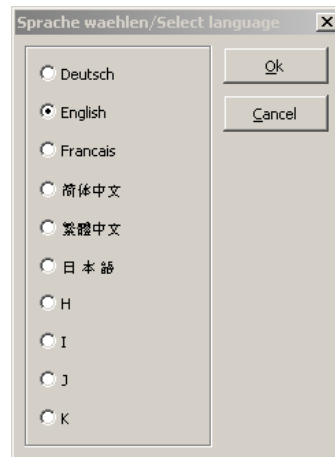 Sprache waehlen/Select language
Deutsch
English
Francais
简体中文
繁體中文
日本語
H
I
J
K
Ok
Cancel